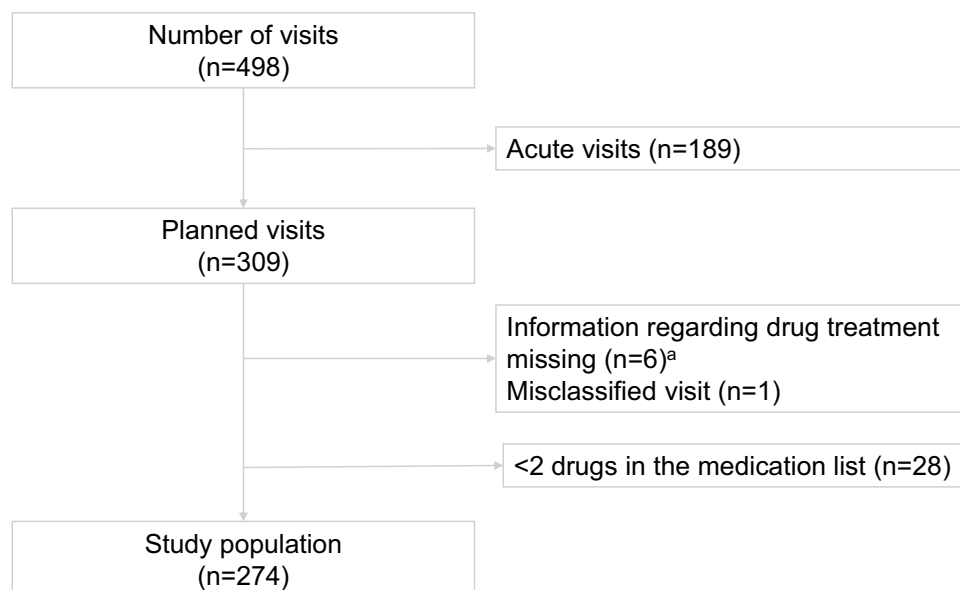 Number of visits
(n=498)
Acute visits (n=189)
Planned visits
(n=309)
Information regarding drug treatment
missing (n=6)ᵃ
Misclassified visit (n=1)
<2 drugs in the medication list (n=28)
Study population
(n=274)